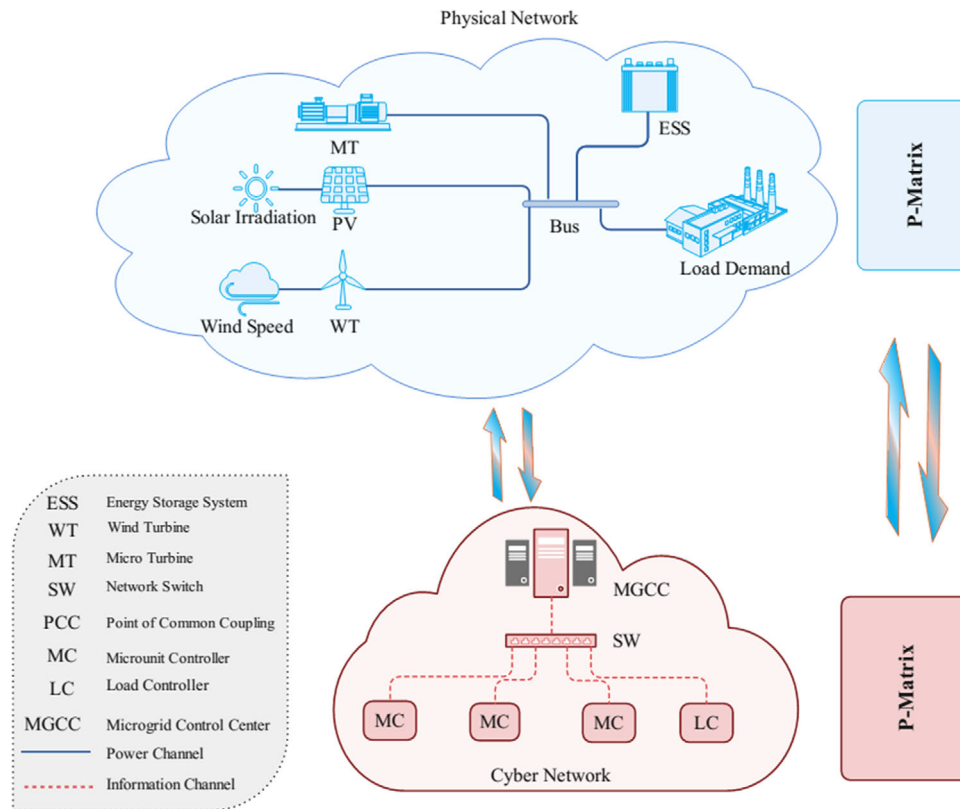 Physical Network
MT
ESS
Solar Irradiation
PV
Bus
Load Demand
Wind Speed
WT
P-Matrix
ESS Energy Storage System
WT Wind Turbine
MT Micro Turbine
SW Network Switch
PCC Point of Common Coupling
MC Microunit Controller
LC Load Controller
MGCC Microgrid Control Center
Power Channel
Information Channel
MGCC
SW
MC MC MC LC
Cyber Network
P-Matrix